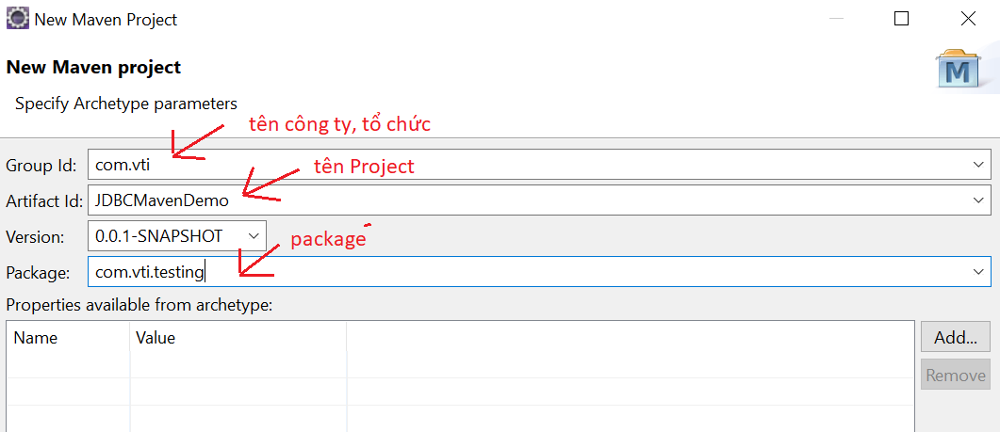 New Maven Project
New Maven project
Specify Archetype parameters
tên công ty, tổ chức
Group Id: com.vti
tên Project
Artifact Id: JDBCMavenDemo
Version: 0.0.1-SNAPSHOT
package
Package: com.vti.testing
Properties available from archetype:
Name Value
Add...
Remove